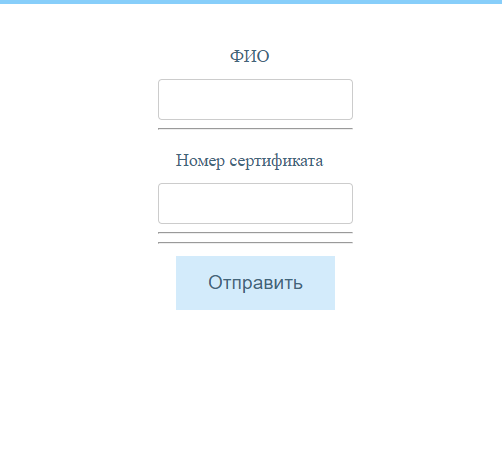 ФИО
Номер сертификата
Отправить